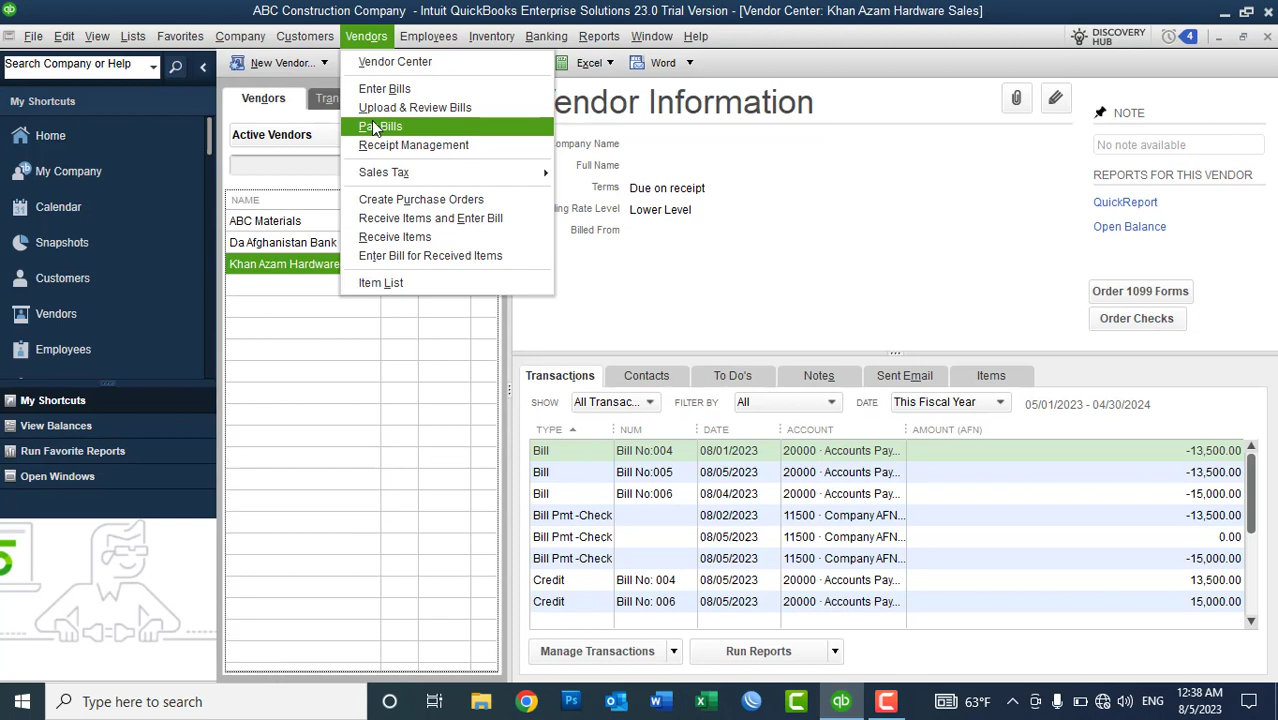 ABC Construction Company - Intuit QuickBooks Enterprise Solutions 23.0 Trial Version - [Vendor Center: Khan Azam Hardware Sales]
File Edit View Lists Favorites Company Customers Vendors Employees Inventory Banking Reports Window Help
DISCOVERY HUB 4
Search Company or Help
New Vendor... Excel Word
My Shortcuts
Home
My Company
Calendar
Snapshots
Customers
Vendors
Employees
My Shortcuts
View Balances
Run Favorite Reports
Open Windows
Vendors Tran
Active Vendors
NAME
ABC Materials
Da Afghanistan Bank
Khan Azam Hardware
Vendor Center
Enter Bills
Upload & Review Bills
Pay Bills
Receipt Management
Sales Tax
Create Purchase Orders
Receive Items and Enter Bill
Receive Items
Enter Bill for Received Items
Item List
endor Information
ompany Name
Full Name
Terms Due on receipt
ling Rate Level Lower Level
Billed From
NOTE
No note available
REPORTS FOR THIS VENDOR
QuickReport
Open Balance
Order 1099 Forms
Order Checks
Transactions Contacts To Do's Notes Sent Email Items
SHOW All Transac... FILTER BY All DATE This Fiscal Year 05/01/2023 - 04/30/2024
TYPE NUM DATE ACCOUNT AMOUNT (AFN)
Bill Bill No:004 08/01/2023 20000 · Accounts Pay... -13,500.00
Bill Bill No:005 08/05/2023 20000 · Accounts Pay... -13,500.00
Bill Bill No:006 08/04/2023 20000 · Accounts Pay... -15,000.00
Bill Pmt -Check 08/02/2023 11500 · Company AFN... -13,500.00
Bill Pmt -Check 08/05/2023 11500 · Company AFN... 0.00
Bill Pmt -Check 08/05/2023 11500 · Company AFN... -15,000.00
Credit Bill No: 004 08/05/2023 20000 · Accounts Pay... 13,500.00
Credit Bill No: 006 08/05/2023 20000 · Accounts Pay... 15,000.00
Manage Transactions Run Reports
Type here to search
63°F ENG 12:38 AM
8/5/2023